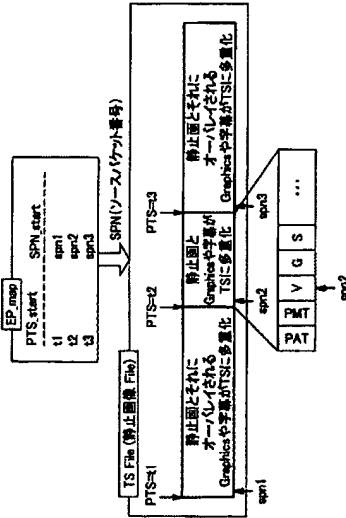 EP_map
PTS_start SPN_start
t1 spn1
t2 spn2
t3 spn3
SPN(ソースパケット番号)
TS File (静止画像 File)
PTS=t1
PTS=t2
PTS=t3
静止画とそれに
オーバレイされる
Graphicsや字幕がTSに多重化
静止画と
Graphicsや字幕が
TSに多重化
静止画とそれに
オーバレイされる
Graphicsや字幕がTSに多重化
spn1
spn2
spn3
PAT PMT V G S ...
spn2